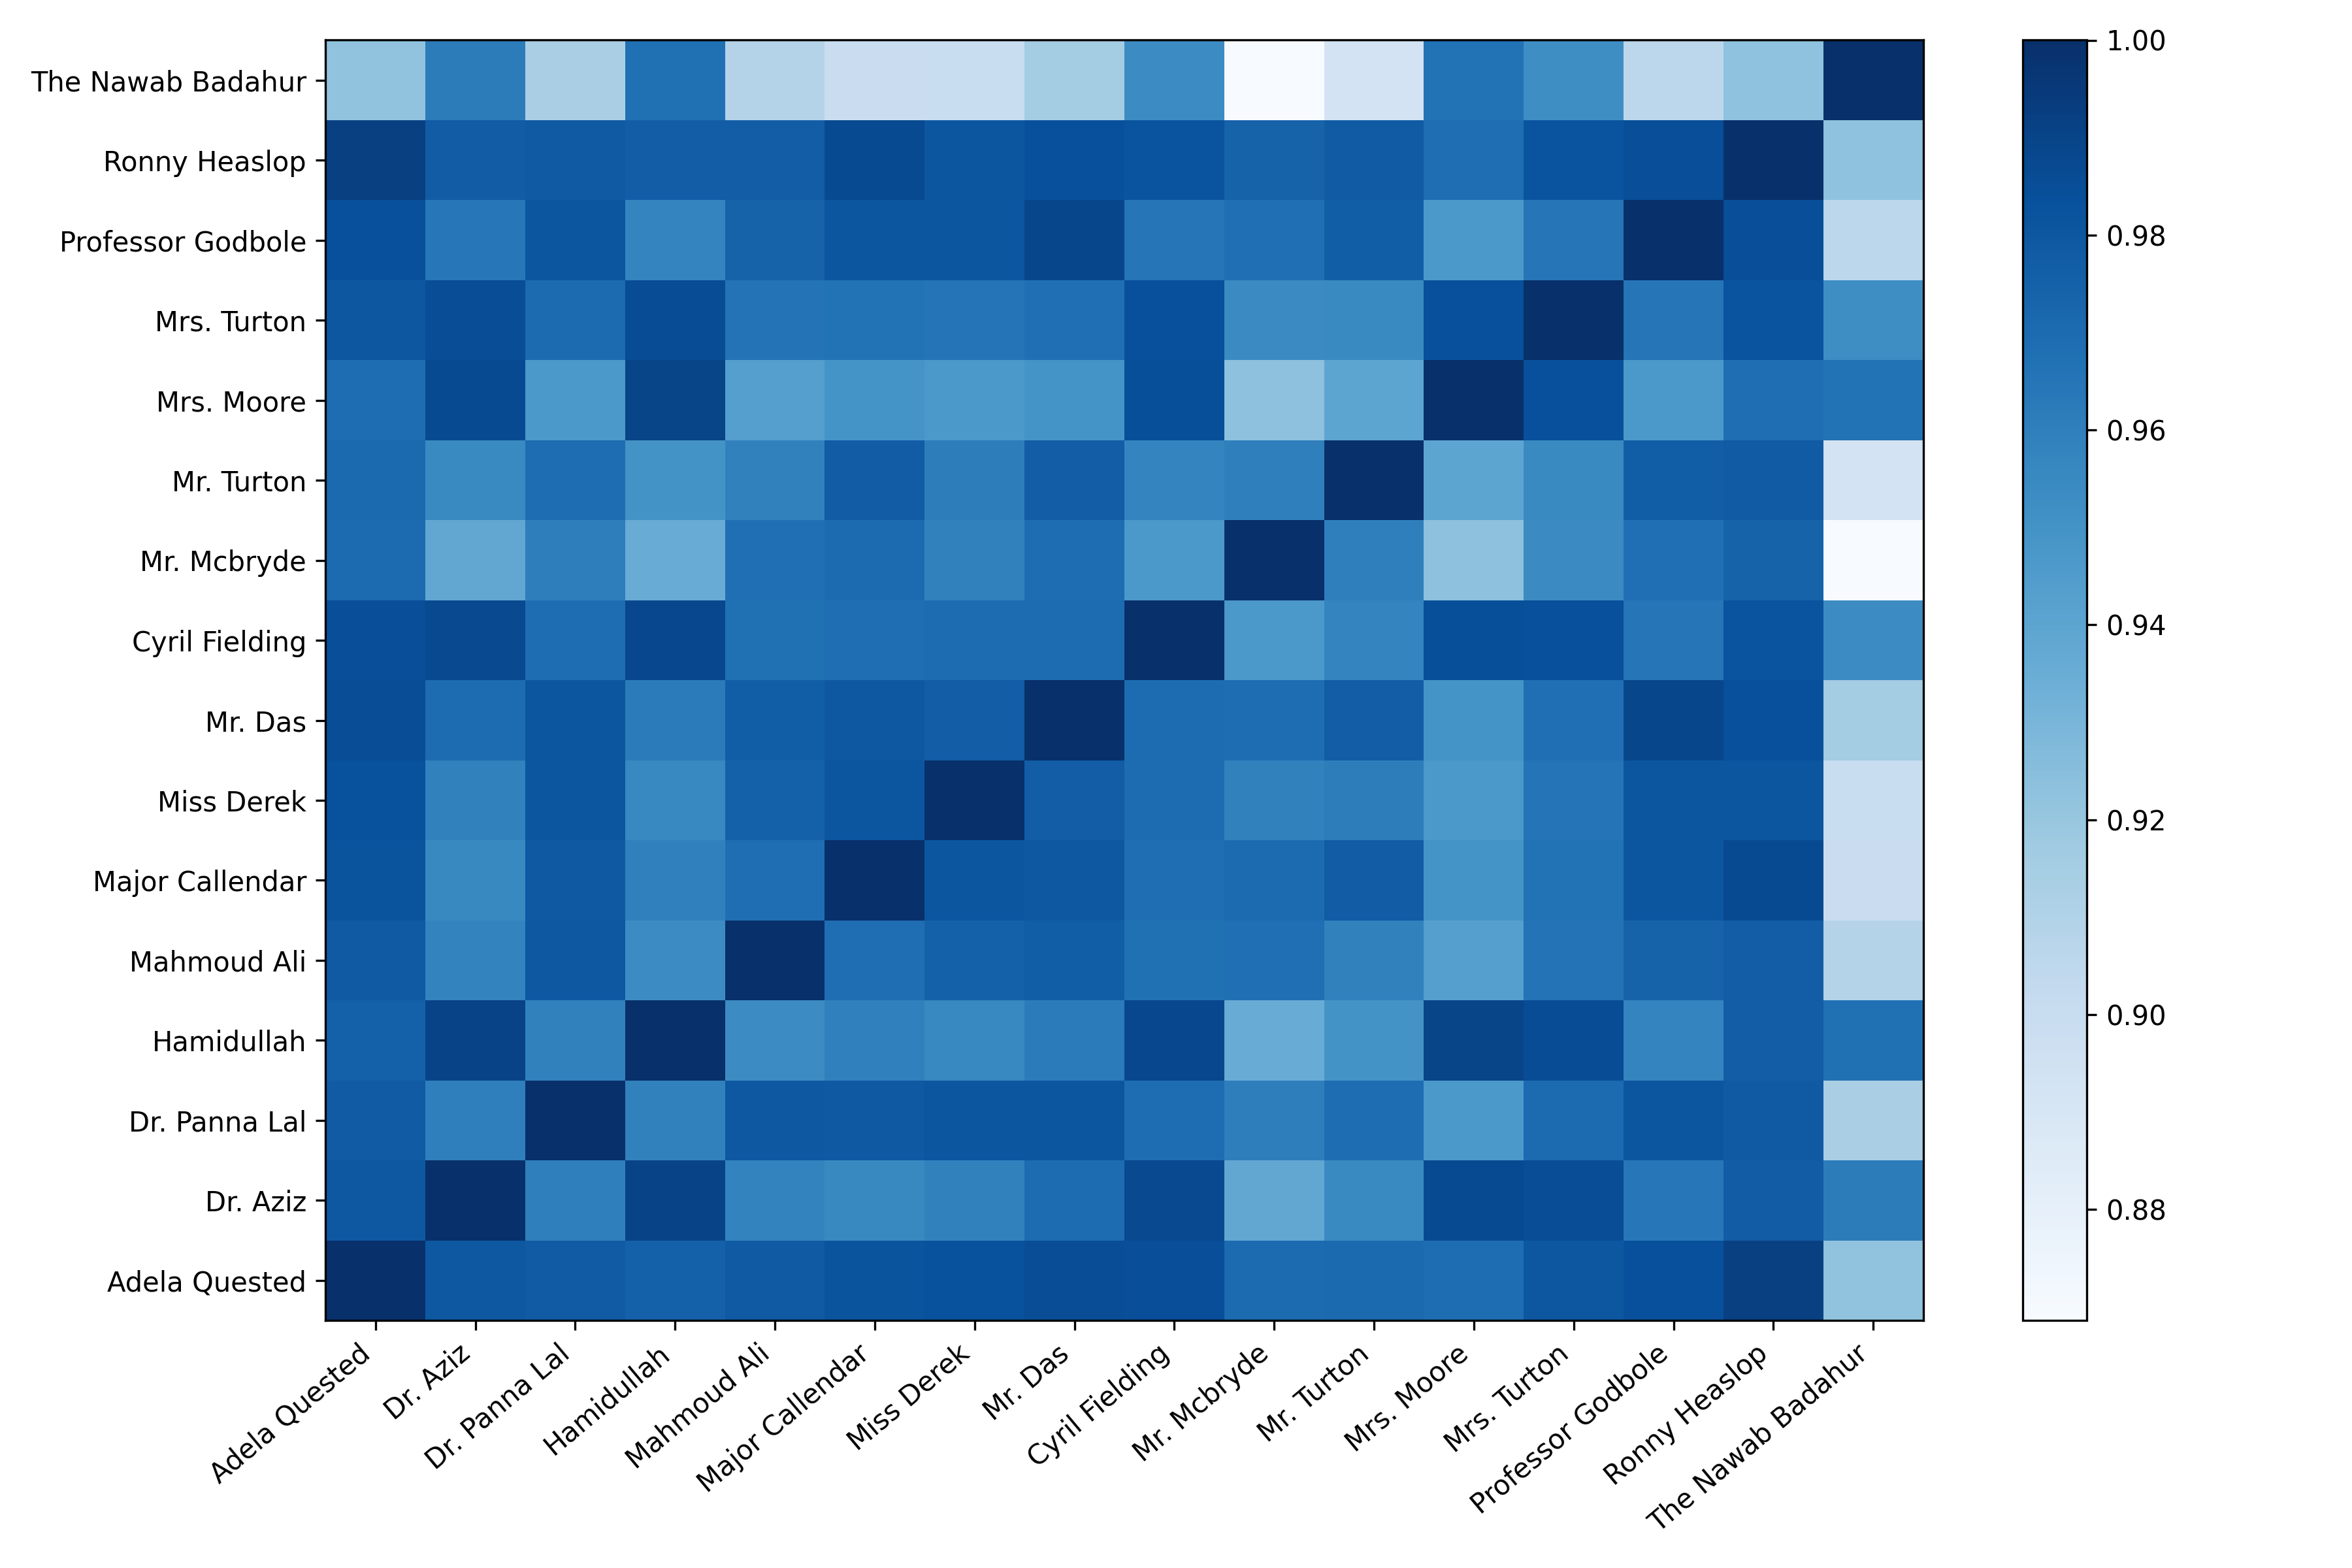 The Nawab Badahur
Ronny Heaslop
Professor Godbole
Mrs. Turton
Mrs. Moore
Mr. Turton
Mr. Mcbryde
Cyril Fielding
Mr. Das
Miss Derek
Major Callendar
Mahmoud Ali
Hamidullah
Dr. Panna Lal
Dr. Aziz
Adela Quested
Adela Quested
Dr. Aziz
Dr. Panna Lal
Hamidullah
Mahmoud Ali
Major Callendar
Miss Derek
Mr. Das
Cyril Fielding
Mr. Mcbryde
Mr. Turton
Mrs. Moore
Mrs. Turton
Professor Godbole
Ronny Heaslop
The Nawab Badahur
1.00
0.98
0.96
0.94
0.92
0.90
0.88